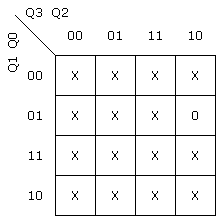 Q3 Q2
Q1 Q0
00 01 11 10
00 X X X X
01 X X X 0
11 X X X X
10 X X X X